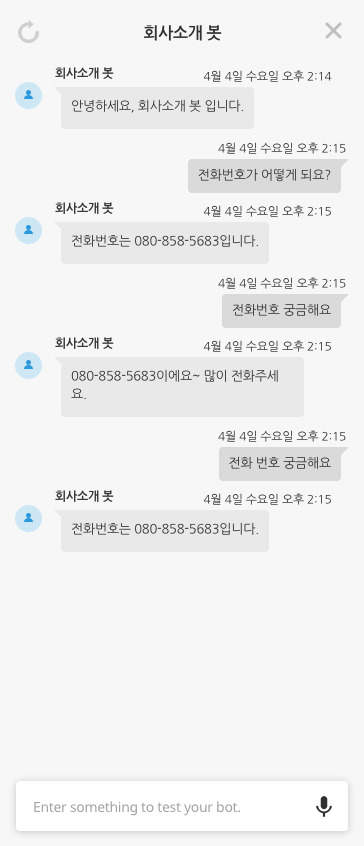 회사소개 봇
회사소개 봇 4월 4일 수요일 오후 2:14
안녕하세요, 회사소개 봇 입니다.
4월 4일 수요일 오후 2:15
전화번호가 어떻게 되요?
회사소개 봇 4월 4일 수요일 오후 2:15
전화번호는 080-858-5683입니다.
4월 4일 수요일 오후 2:15
전화번호 궁금해요
회사소개 봇 4월 4일 수요일 오후 2:15
080-858-5683이에요~ 많이 전화주세
요.
4월 4일 수요일 오후 2:15
전화 번호 궁금해요
회사소개 봇 4월 4일 수요일 오후 2:15
전화번호는 080-858-5683입니다.
Enter something to test your bot.